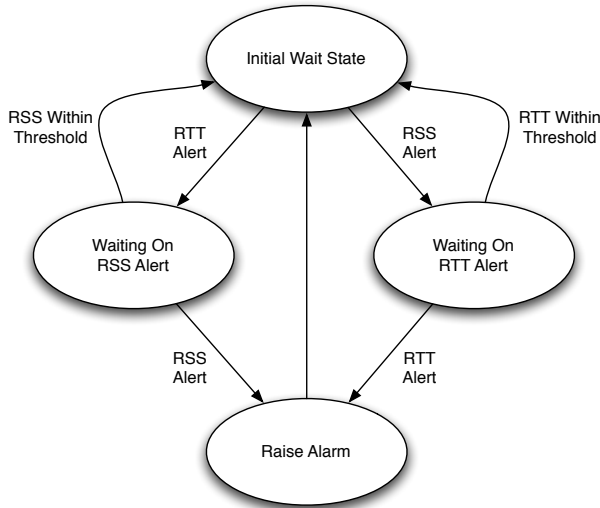 Initial Wait State
RSS Within
Threshold
RTT
Alert
RSS
Alert
RTT Within
Threshold
Waiting On
RSS Alert
Waiting On
RTT Alert
RSS
Alert
RTT
Alert
Raise Alarm